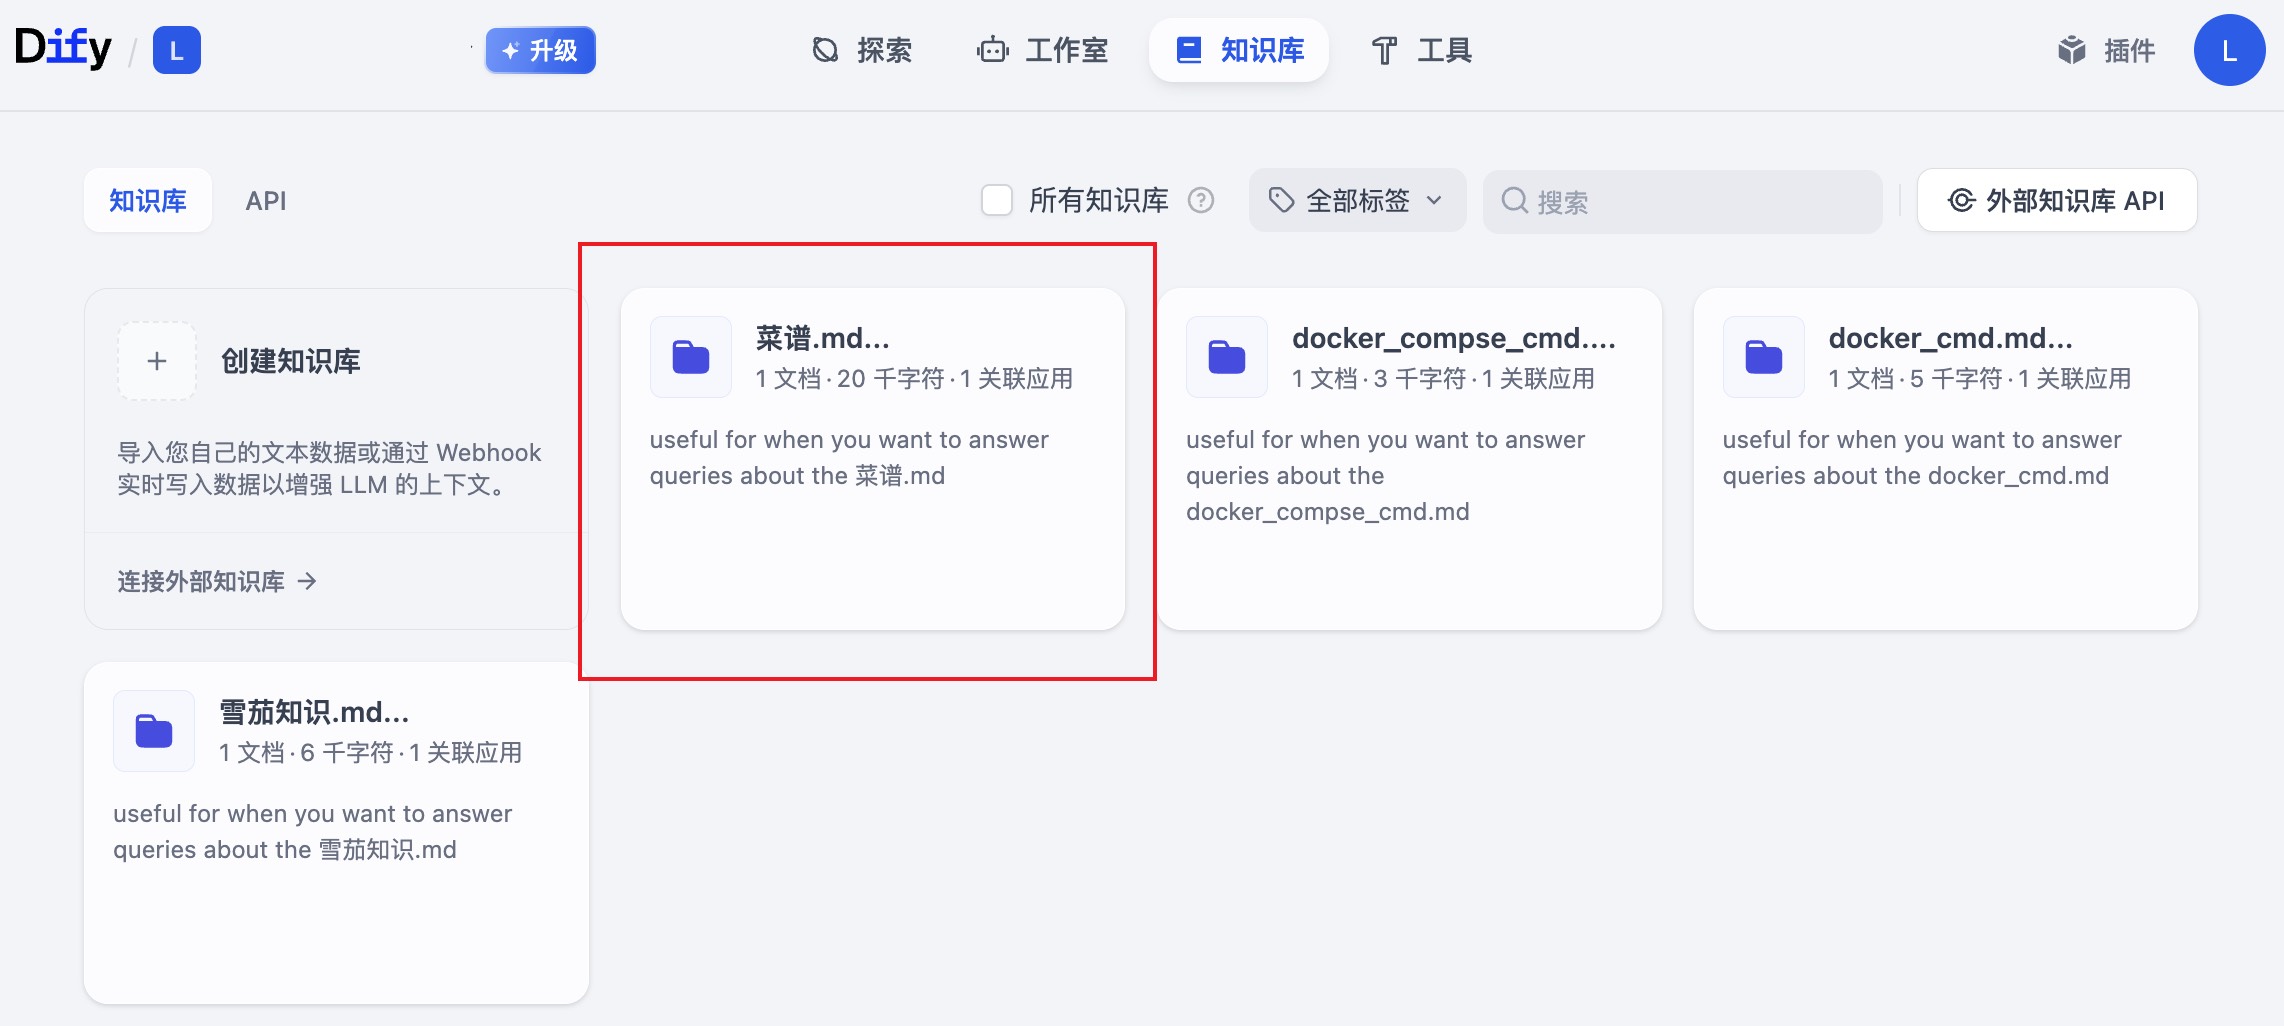 Dify / L
升级
探索
工作室
知识库
工具
插件
L
知识库
API
所有知识库
全部标签
搜索
外部知识库 API
创建知识库
导入您自己的文本数据或通过 Webhook
实时写入数据以增强 LLM 的上下文。
连接外部知识库
菜谱.md...
1 文档·20 千字符·1 关联应用
useful for when you want to answer
queries about the 菜谱.md
docker_compse_cmd....
1 文档·3 千字符·1 关联应用
useful for when you want to answer
queries about the
docker_compse_cmd.md
docker_cmd.md...
1 文档·5 千字符·1 关联应用
useful for when you want to answer
queries about the docker_cmd.md
雪茄知识.md...
1 文档·6 千字符·1 关联应用
useful for when you want to answer
queries about the 雪茄知识.md